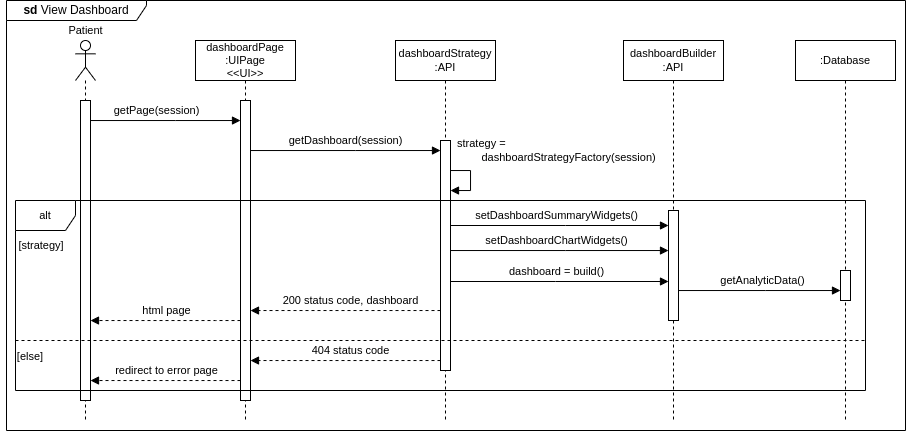 sd View Dashboard
Patient
dashboardPage
:UIPage
<<UI>>
dashboardStrategy
:API
dashboardBuilder
:API
:Database
getPage(session)
getDashboard(session)
strategy =
dashboardStrategyFactory(session)
alt
[strategy]
setDashboardSummaryWidgets()
setDashboardChartWidgets()
dashboard = build()
getAnalyticData()
200 status code, dashboard
html page
[else]
404 status code
redirect to error page